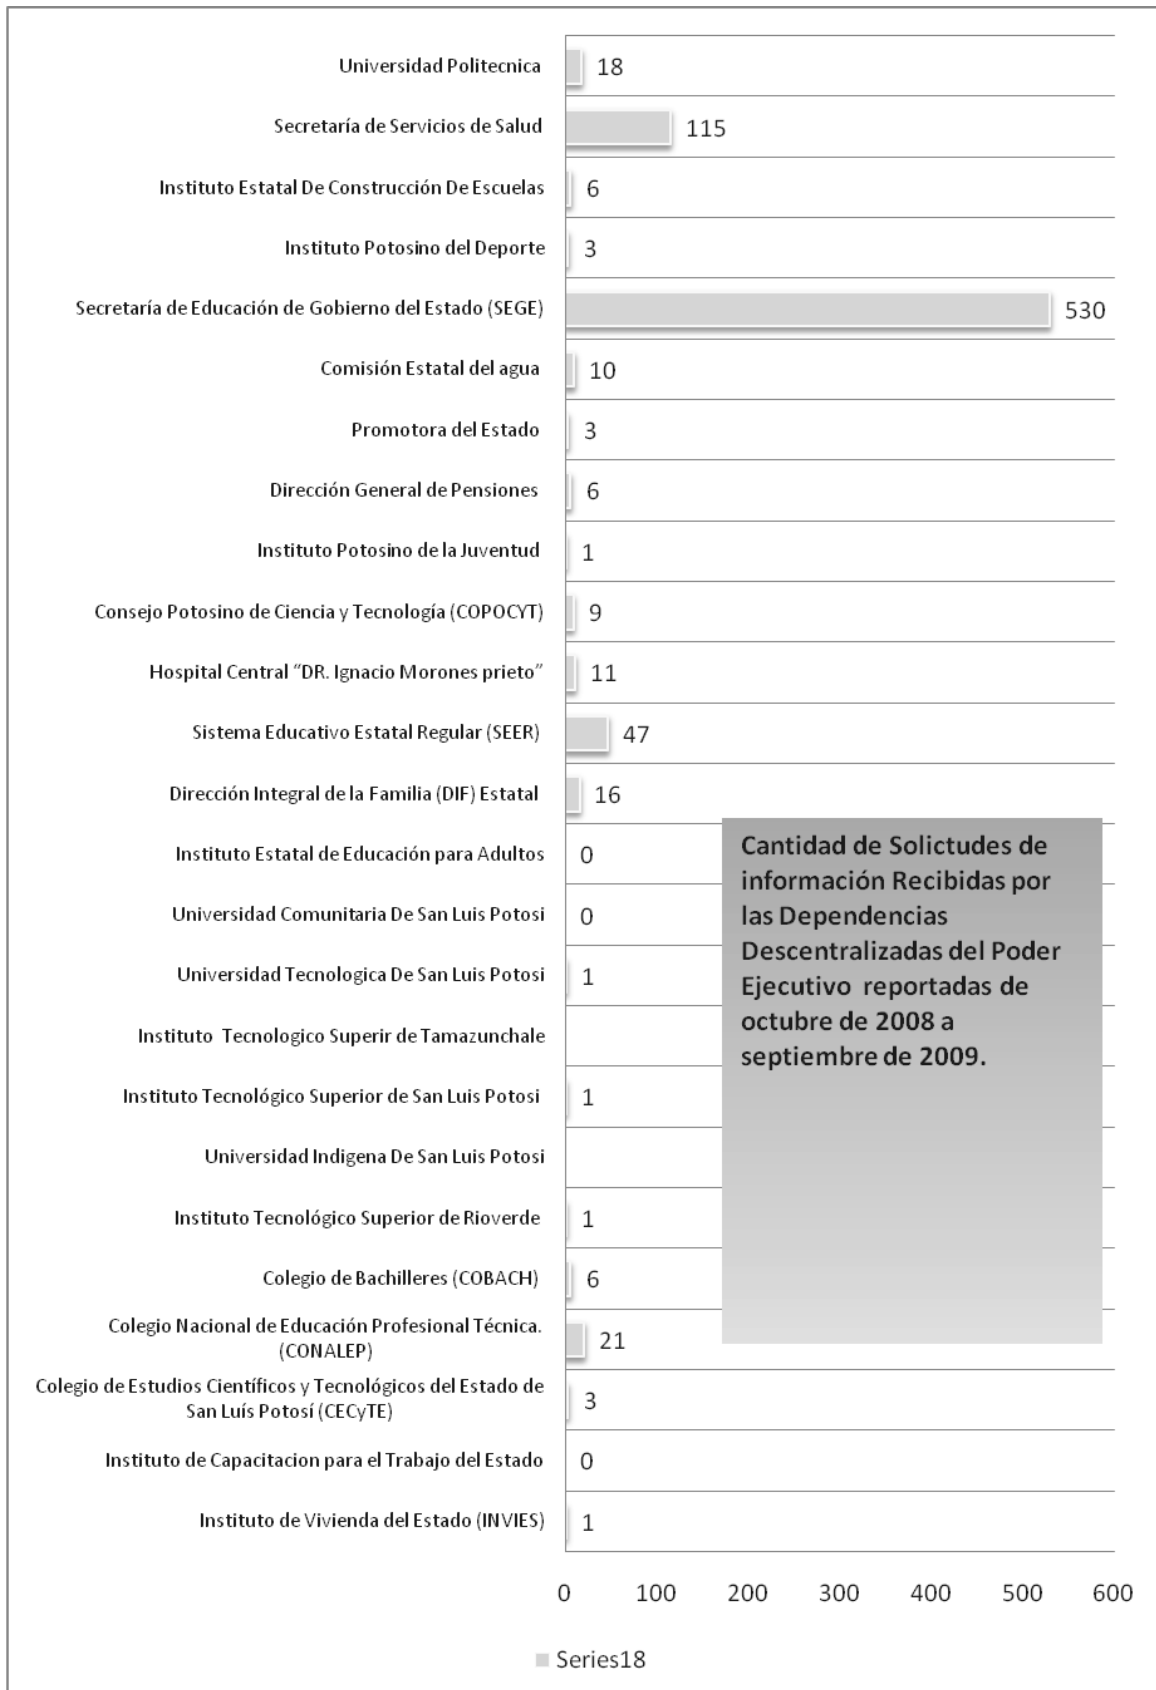 Universidad Politecnica 18
Secretaría de Servicios de Salud 115
Instituto Estatal De Construcción De Escuelas 6
Instituto Potosino del Deporte 3
Secretaría de Educación de Gobierno del Estado (SEGE) 530
Comisión Estatal del agua 10
Promotora del Estado 3
Dirección General de Pensiones 6
Instituto Potosino de la Juventud 1
Consejo Potosino de Ciencia y Tecnología (COPOCYT) 9
Hospital Central "DR. Ignacio Morones prieto" 11
Sistema Educativo Estatal Regular (SEER) 47
Dirección Integral de la Familia (DIF) Estatal 16
Instituto Estatal de Educación para Adultos 0
Universidad Comunitaria De San Luis Potosi 0
Universidad Tecnologica De San Luis Potosi 1
Instituto Tecnologico Superir de Tamazunchale
Instituto Tecnológico Superior de San Luis Potosi 1
Universidad Indigena De San Luis Potosi
Instituto Tecnológico Superior de Rioverde 1
Colegio de Bachilleres (COBACH) 6
Colegio Nacional de Educación Profesional Técnica.
(CONALEP) 21
Colegio de Estudios Científicos y Tecnológicos del Estado de
San Luís Potosí (CECyTE) 3
Instituto de Capacitacion para el Trabajo del Estado 0
Instituto de Vivienda del Estado (INVIES) 1
Cantidad de Solictudes de
información Recibidas por
las Dependencias
Descentralizadas del Poder
Ejecutivo reportadas de
octubre de 2008 a
septiembre de 2009.
0 100 200 300 400 500 600
Series18